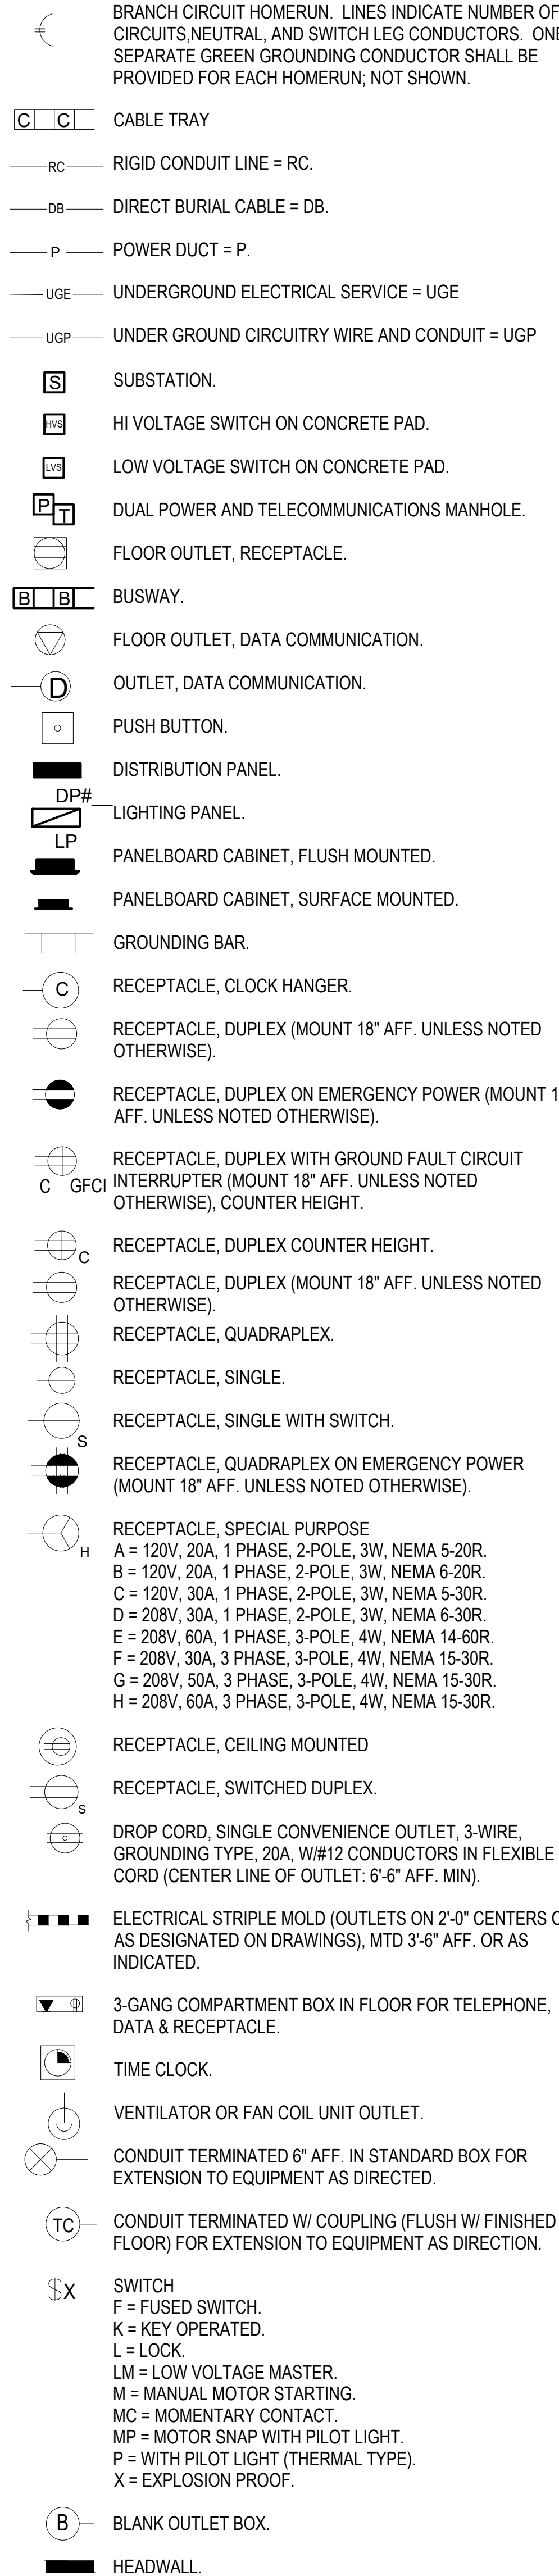 BRANCH CIRCUIT HOMERUN. LINES INDICATE NUMBER OF
CIRCUITS,NEUTRAL, AND SWITCH LEG CONDUCTORS. ONE
SEPARATE GREEN GROUNDING CONDUCTOR SHALL BE
PROVIDED FOR EACH HOMERUN; NOT SHOWN.
C C CABLE TRAY
RC RIGID CONDUIT LINE = RC.
DB DIRECT BURIAL CABLE = DB.
P POWER DUCT = P.
UGE UNDERGROUND ELECTRICAL SERVICE = UGE
UGP UNDER GROUND CIRCUITRY WIRE AND CONDUIT = UGP
S SUBSTATION.
HVS HI VOLTAGE SWITCH ON CONCRETE PAD.
LVS LOW VOLTAGE SWITCH ON CONCRETE PAD.
P T DUAL POWER AND TELECOMMUNICATIONS MANHOLE.
FLOOR OUTLET, RECEPTACLE.
B B BUSWAY.
FLOOR OUTLET, DATA COMMUNICATION.
D OUTLET, DATA COMMUNICATION.
PUSH BUTTON.
DISTRIBUTION PANEL.
DP#__
LIGHTING PANEL.
LP
PANELBOARD CABINET, FLUSH MOUNTED.
PANELBOARD CABINET, SURFACE MOUNTED.
GROUNDING BAR.
C RECEPTACLE, CLOCK HANGER.
RECEPTACLE, DUPLEX (MOUNT 18" AFF. UNLESS NOTED
OTHERWISE).
RECEPTACLE, DUPLEX ON EMERGENCY POWER (MOUNT 1
AFF. UNLESS NOTED OTHERWISE).
RECEPTACLE, DUPLEX WITH GROUND FAULT CIRCUIT
C GFCI INTERRUPTER (MOUNT 18" AFF. UNLESS NOTED
OTHERWISE), COUNTER HEIGHT.
C RECEPTACLE, DUPLEX COUNTER HEIGHT.
RECEPTACLE, DUPLEX (MOUNT 18" AFF. UNLESS NOTED
OTHERWISE).
RECEPTACLE, QUADRAPLEX.
RECEPTACLE, SINGLE.
S RECEPTACLE, SINGLE WITH SWITCH.
RECEPTACLE, QUADRAPLEX ON EMERGENCY POWER
(MOUNT 18" AFF. UNLESS NOTED OTHERWISE).
H RECEPTACLE, SPECIAL PURPOSE
A = 120V, 20A, 1 PHASE, 2-POLE, 3W, NEMA 5-20R.
B = 120V, 20A, 1 PHASE, 2-POLE, 3W, NEMA 6-20R.
C = 120V, 30A, 1 PHASE, 2-POLE, 3W, NEMA 5-30R.
D = 208V, 30A, 1 PHASE, 2-POLE, 3W, NEMA 6-30R.
E = 208V, 60A, 1 PHASE, 3-POLE, 4W, NEMA 14-60R.
F = 208V, 30A, 3 PHASE, 3-POLE, 4W, NEMA 15-30R.
G = 208V, 50A, 3 PHASE, 3-POLE, 4W, NEMA 15-30R.
H = 208V, 60A, 3 PHASE, 3-POLE, 4W, NEMA 15-30R.
RECEPTACLE, CEILING MOUNTED
S RECEPTACLE, SWITCHED DUPLEX.
DROP CORD, SINGLE CONVENIENCE OUTLET, 3-WIRE,
GROUNDING TYPE, 20A, W/#12 CONDUCTORS IN FLEXIBLE
CORD (CENTER LINE OF OUTLET: 6'-6" AFF. MIN).
ELECTRICAL STRIPLE MOLD (OUTLETS ON 2'-0" CENTERS
AS DESIGNATED ON DRAWINGS), MTD 3'-6" AFF. OR AS
INDICATED.
3-GANG COMPARTMENT BOX IN FLOOR FOR TELEPHONE,
DATA & RECEPTACLE.
TIME CLOCK.
VENTILATOR OR FAN COIL UNIT OUTLET.
CONDUIT TERMINATED 6" AFF. IN STANDARD BOX FOR
EXTENSION TO EQUIPMENT AS DIRECTED.
TC CONDUIT TERMINATED W/ COUPLING (FLUSH W/ FINISHED
FLOOR) FOR EXTENSION TO EQUIPMENT AS DIRECTION.
$X SWITCH
F = FUSED SWITCH.
K = KEY OPERATED.
L = LOCK.
LM = LOW VOLTAGE MASTER.
M = MANUAL MOTOR STARTING.
MC = MOMENTARY CONTACT.
MP = MOTOR SNAP WITH PILOT LIGHT.
P = WITH PILOT LIGHT (THERMAL TYPE).
X = EXPLOSION PROOF.
B BLANK OUTLET BOX.
HEADWALL.